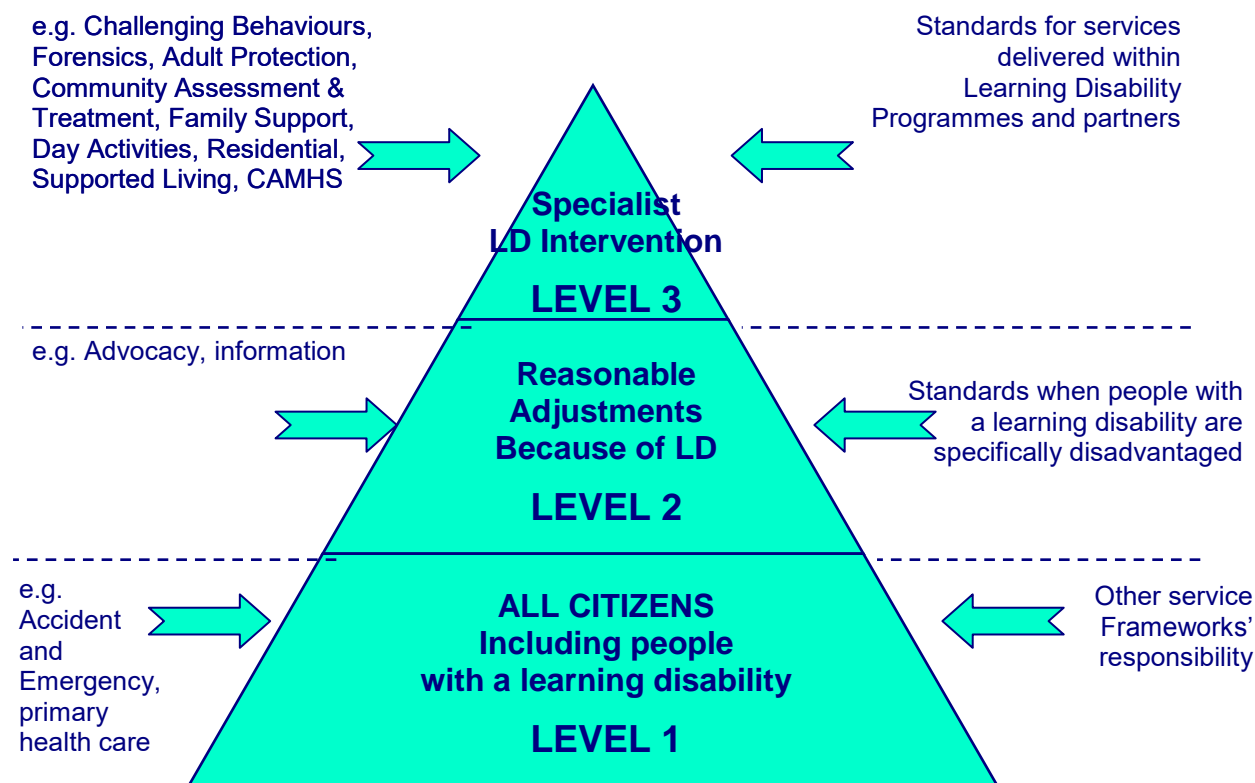 e.g. Challenging Behaviours,
Forensics, Adult Protection,
Community Assessment &
Treatment, Family Support,
Day Activities, Residential,
Supported Living, CAMHS
Standards for services
delivered within
Learning Disability
Programmes and partners
Specialist
LD Intervention
LEVEL 3
e.g. Advocacy, information
Reasonable
Adjustments
Because of LD
LEVEL 2
Standards when people with
a learning disability are
specifically disadvantaged
e.g.
Accident
and
Emergency,
primary
health care
ALL CITIZENS
Including people
with a learning disability
LEVEL 1
Other service
Frameworks’
responsibility